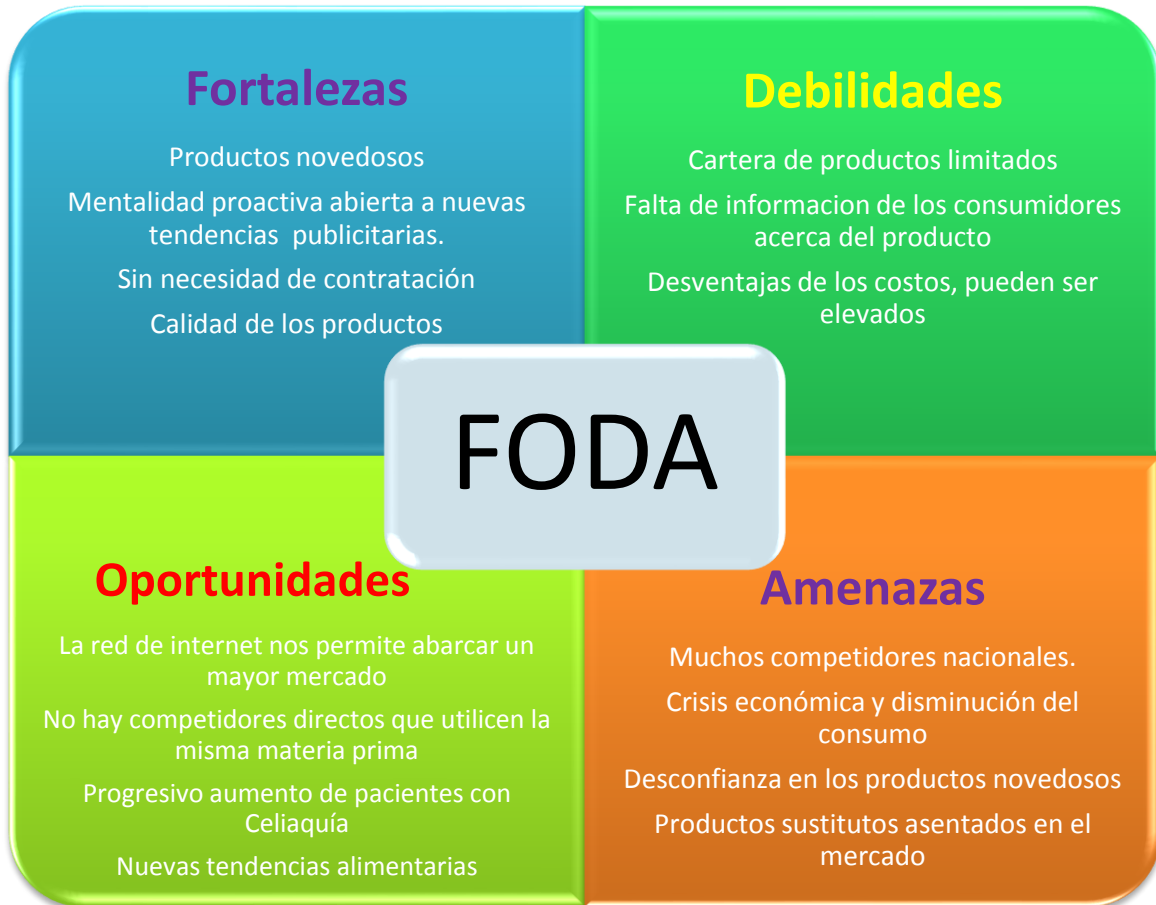 Fortalezas
Productos novedosos
Mentalidad proactiva abierta a nuevas
tendencias publicitarias.
Sin necesidad de contratación
Calidad de los productos
Debilidades
Cartera de productos limitados
Falta de informacion de los consumidores
acerca del producto
Desventajas de los costos, pueden ser
elevados
FODA
Oportunidades
La red de internet nos permite abarcar un
mayor mercado
No hay competidores directos que utilicen la
misma materia prima
Progresivo aumento de pacientes con
Celiaquía
Nuevas tendencias alimentarias
Amenazas
Muchos competidores nacionales.
Crisis económica y disminución del
consumo
Desconfianza en los productos novedosos
Productos sustitutos asentados en el
mercado